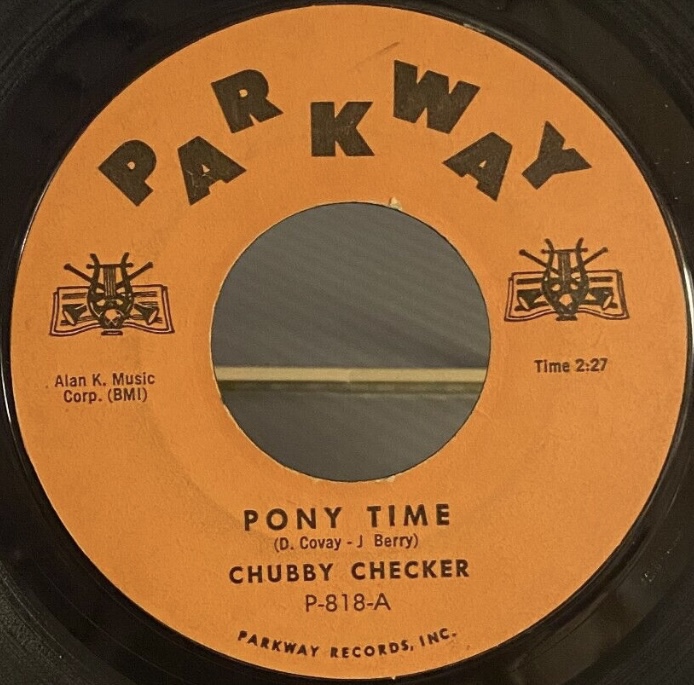 PARKWAY
Alan K. Music
Corp. (BMI)
Time 2:27
PONY TIME
(D. Covay - J Berry)
CHUBBY CHECKER
P-818-A
PARKWAY RECORDS, INC.